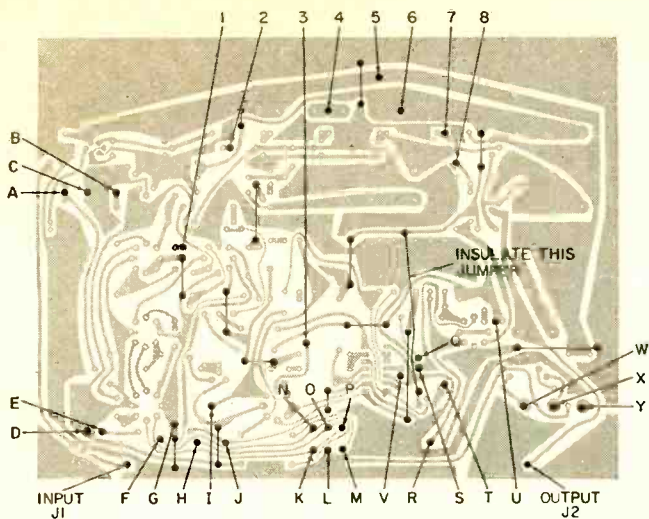 1 2 3 4 5 6 7 8
B
C
A
INSULATE THIS
JUMPER
Q
W
X
Y
N O P
E
D
INPUT
J1
F G H I J K L M V R S T U
OUTPUT
J2